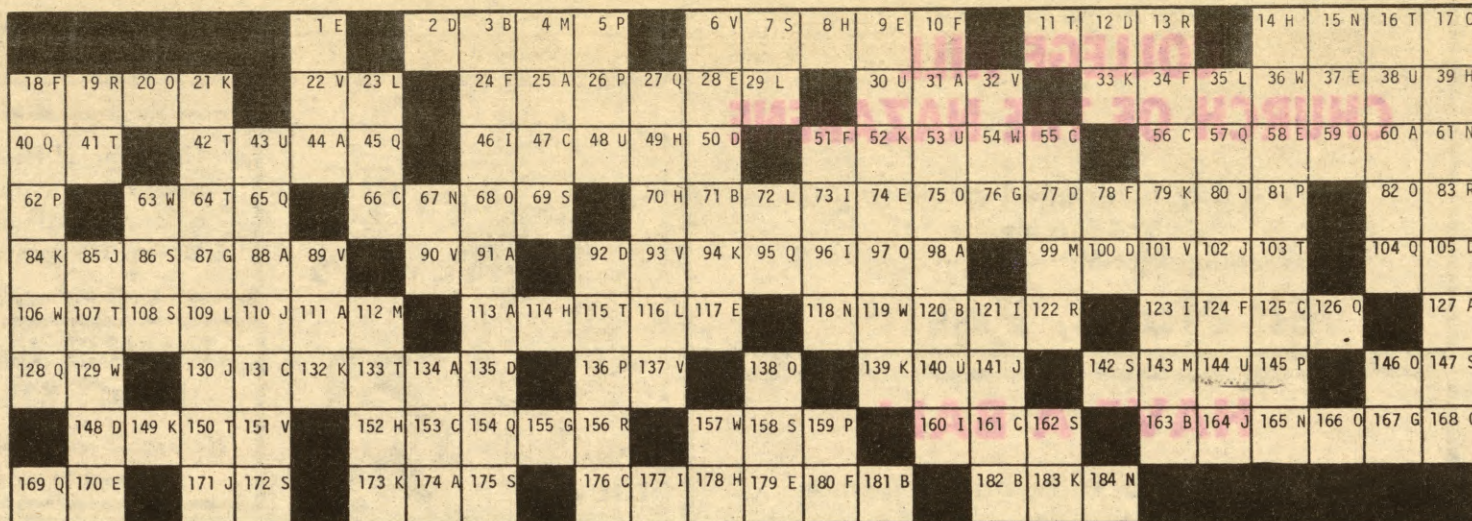 1 E 2 D 3 B 4 M 5 P 6 V 7 S 8 H 9 E 10 F 11 T 12 D 13 R 14 H 15 N 16 T 17
18 F 19 R 20 O 21 K 22 V 23 L 24 F 25 A 26 P 27 Q 28 E 29 L 30 U 31 A 32 V 33 K 34 F 35 L 36 W 37 E 38 U 39 H
40 Q 41 T 42 T 43 U 44 A 45 Q 46 I 47 C 48 U 49 H 50 D 51 F 52 K 53 U 54 W 55 C 56 C 57 Q 58 E 59 O 60 A 61 N
62 P 63 W 64 T 65 Q 66 C 67 N 68 O 69 S 70 H 71 B 72 L 73 I 74 E 75 O 76 G 77 D 78 F 79 K 80 J 81 P 82 O 83 R
84 K 85 J 86 S 87 G 88 A 89 V 90 V 91 A 92 D 93 V 94 K 95 Q 96 I 97 O 98 A 99 M 100 D 101 V 102 J 103 T 104 Q 105
106 W 107 T 108 S 109 L 110 J 111 A 112 M 113 A 114 H 115 T 116 L 117 E 118 N 119 W 120 B 121 I 122 R 123 I 124 F 125 C 126 Q 127 A
128 Q 129 W 130 J 131 C 132 K 133 T 134 A 135 D 136 P 137 V 138 O 139 K 140 U 141 J 142 S 143 M 144 U 145 P 146 O 147 S
148 D 149 K 150 T 151 V 152 H 153 C 154 Q 155 G 156 R 157 W 158 S 159 P 160 I 161 C 162 S 163 B 164 J 165 N 166 O 167 G 168
169 Q 170 E 171 J 172 S 173 K 174 A 175 S 176 C 177 I 178 H 179 E 180 F 181 B 182 B 183 K 184 N